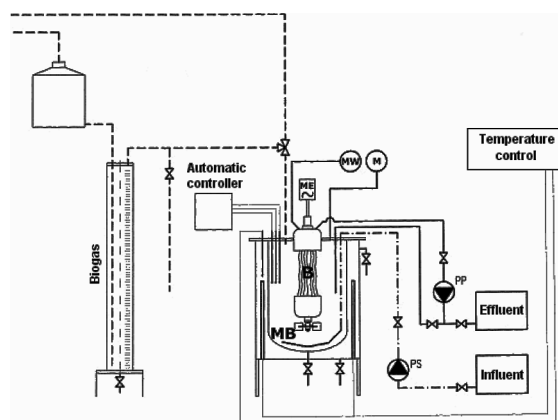 Temperature
control
Automatic
controller
MW
M
ME
Biogas
B
PP
Effluent
MB
PS
Influent